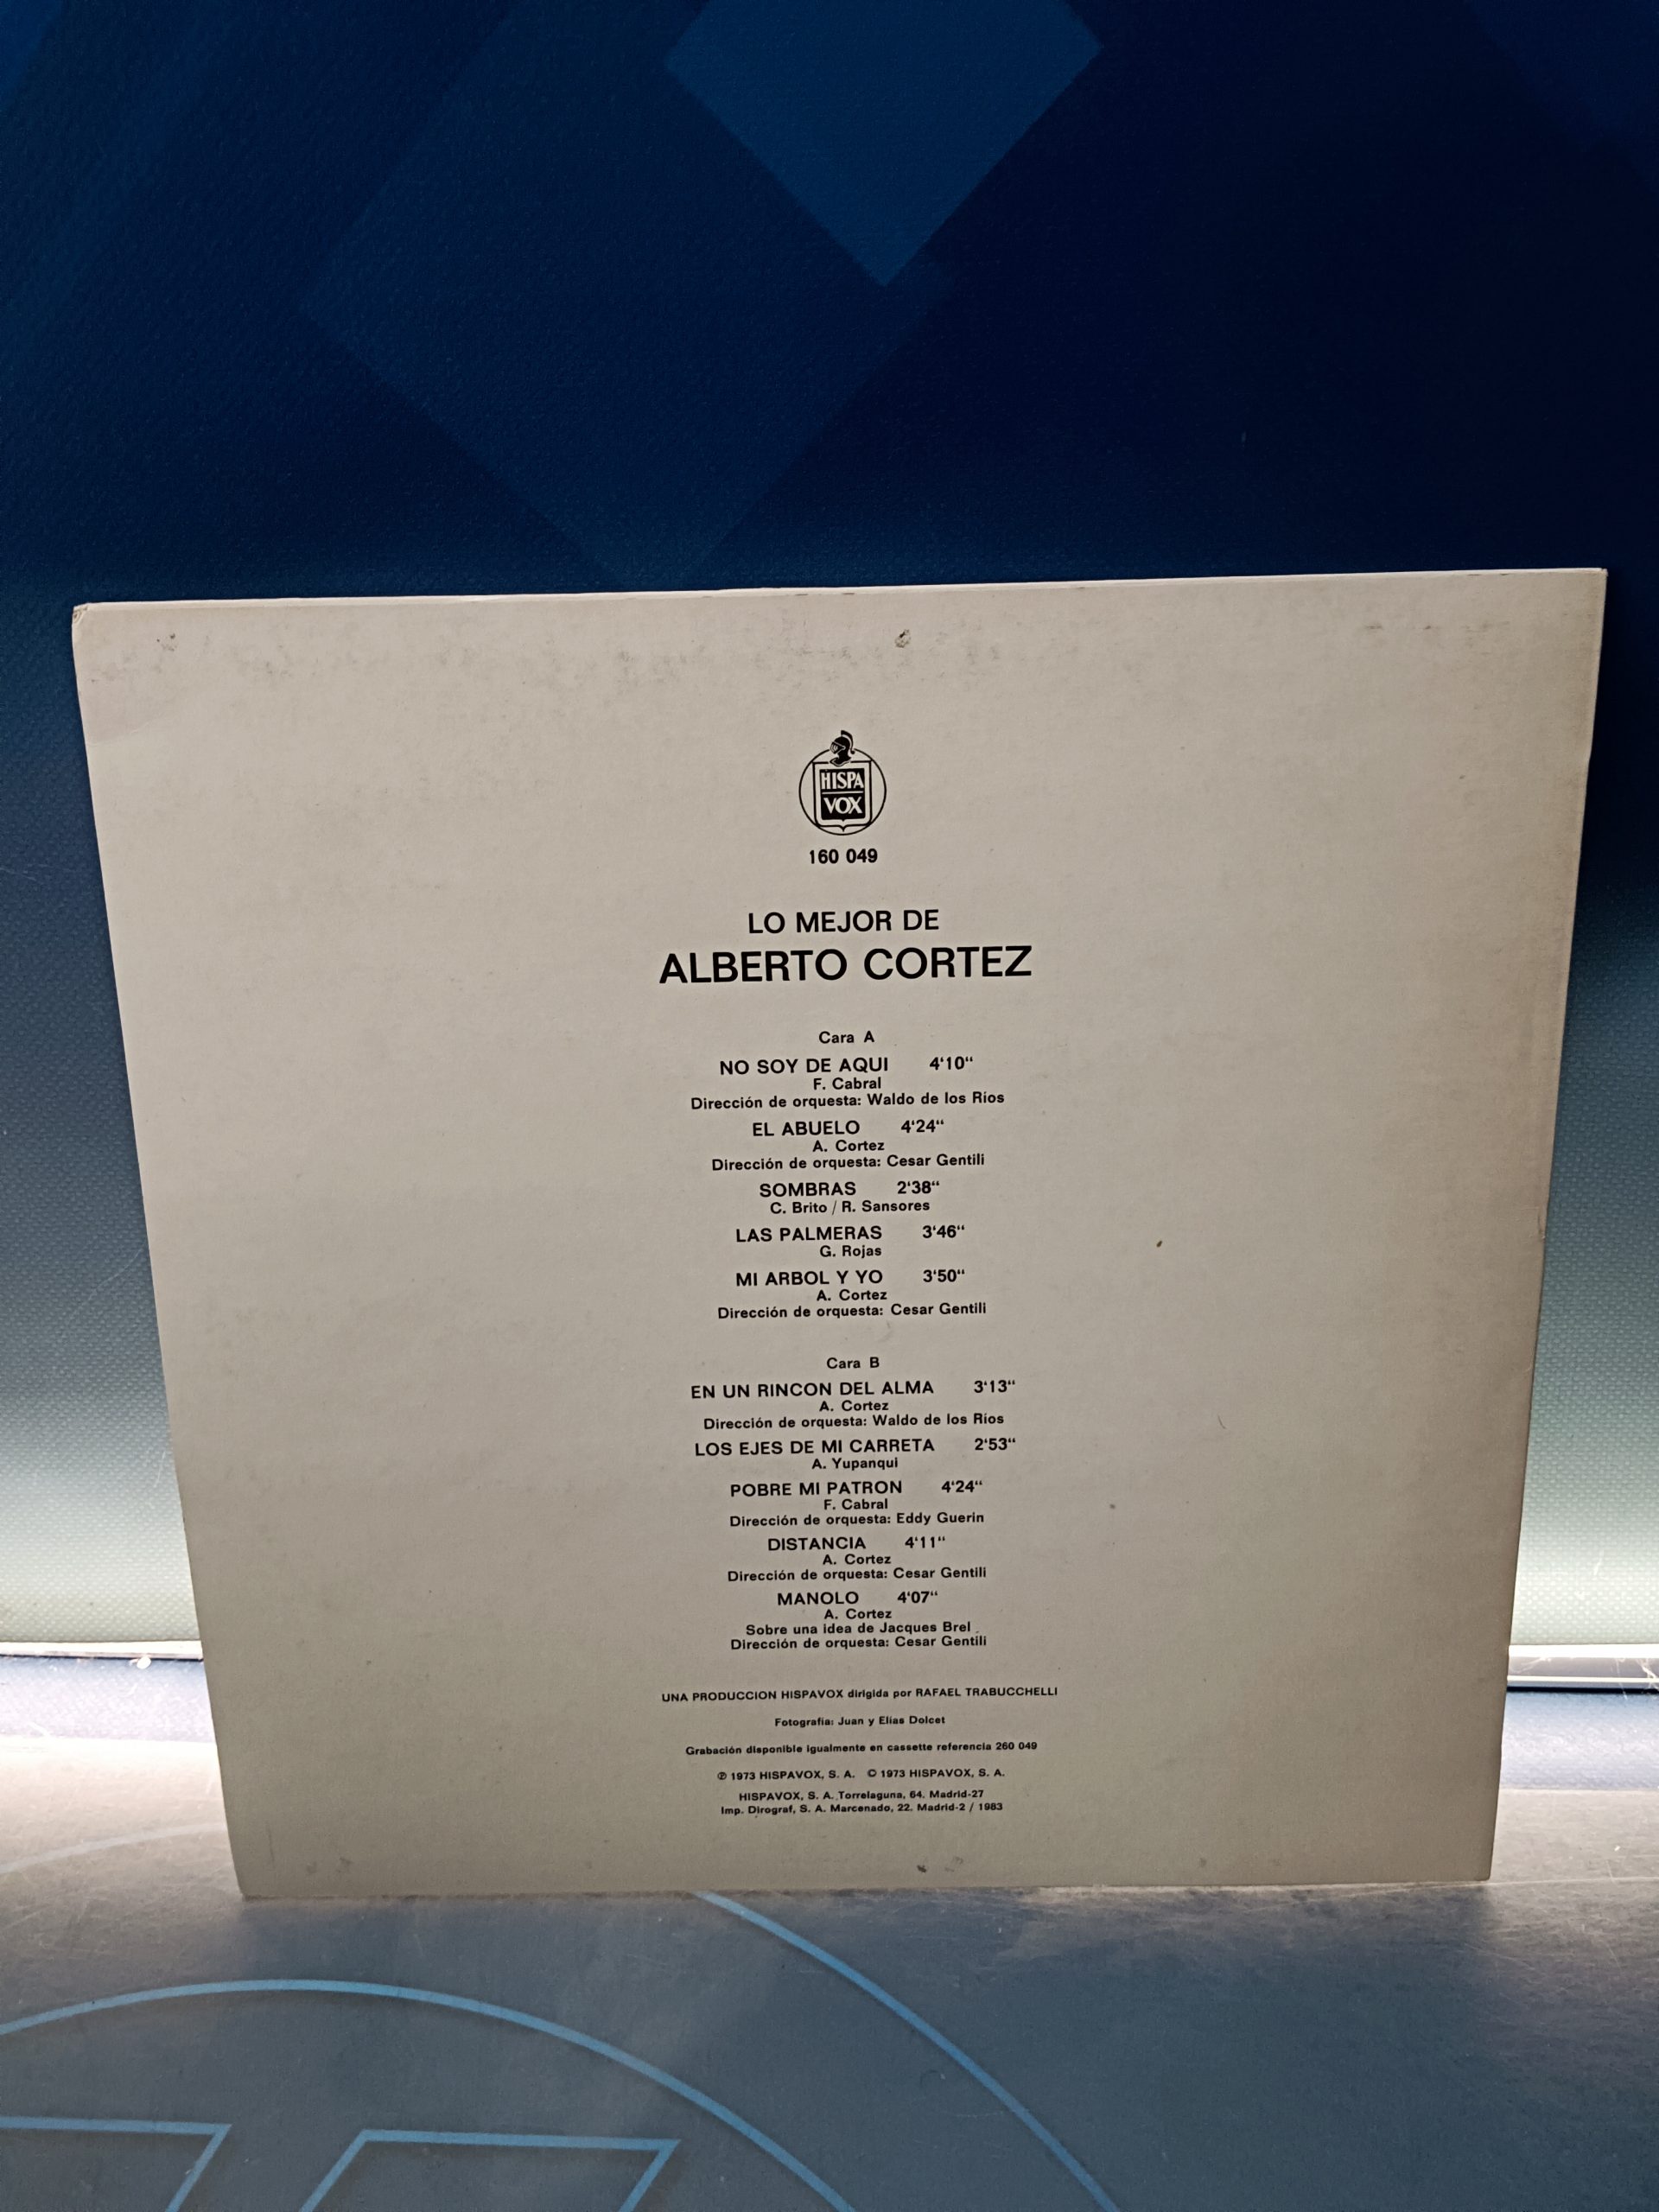 HISPA
VOX
160 049
LO MEJOR DE
ALBERTO CORTEZ
Cara A
NO SOY DE AQUI 4'10"
F. Cabral
Dirección de orquesta: Waldo de los Ríos
EL ABUELO 4'24"
A. Cortez
Dirección de orquesta: Cesar Gentili
SOMBRAS 2'38"
C. Brito / R. Sansores
LAS PALMERAS 3'46"
G. Rojas
MI ARBOL Y YO 3'50"
A. Cortez
Dirección de orquesta: Cesar Gentili
Cara B
EN UN RINCON DEL ALMA 3'13"
A. Cortez
Dirección de orquesta: Waldo de los Ríos
LOS EJES DE MI CARRETA 2'53"
A. Yupanqui
POBRE MI PATRON 4'24"
F. Cabral
Dirección de orquesta: Eddy Guerin
DISTANCIA 4'11"
A. Cortez
Dirección de orquesta: Cesar Gentili
MANOLO 4'07"
A. Cortez
Sobre una idea de Jacques Brel
Dirección de orquesta: Cesar Gentili
UNA PRODUCCION HISPAVOX dirigida por RAFAEL TRABUCCHELLI
Fotografía: Juan y Elías Dolcet
Grabación disponible igualmente en cassette referencia 260 049
℗ 1973 HISPAVOX, S. A. © 1973 HISPAVOX, S. A.
HISPAVOX, S. A. Torrelaguna, 64. Madrid-27
Imp. Dirograf, S. A. Marcenado, 22. Madrid-2 / 1983